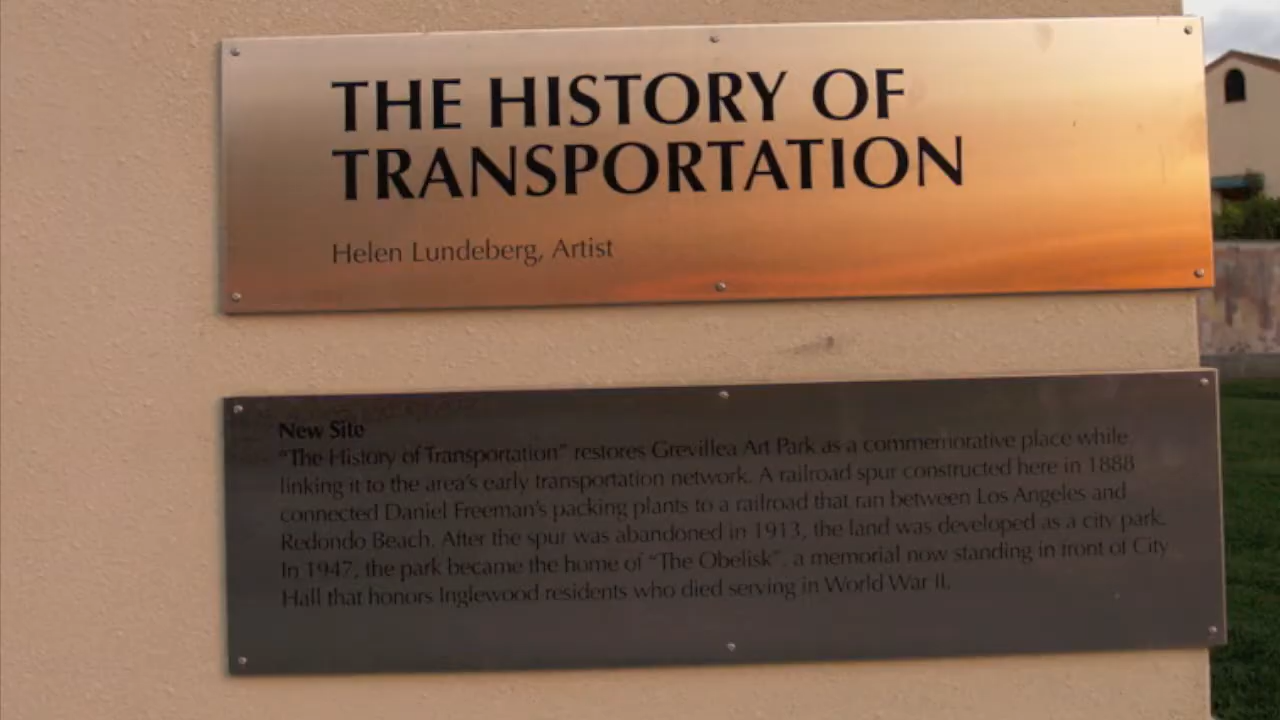 THE HISTORY OF
TRANSPORTATION
Helen Lundeberg, Artist
New Site
“The History of Transportation” restores Grevillea Art Park as a commemorative place while
linking it to the area’s early transportation network. A railroad spur constructed here in 1888
connected Daniel Freeman’s packing plants to a railroad that ran between Los Angeles and
Redondo Beach. After the spur was abandoned in 1913, the land was developed as a city park.
In 1947, the park became the home of “The Obelisk”, a memorial now standing in front of City
Hall that honors Inglewood residents who died serving in World War II.